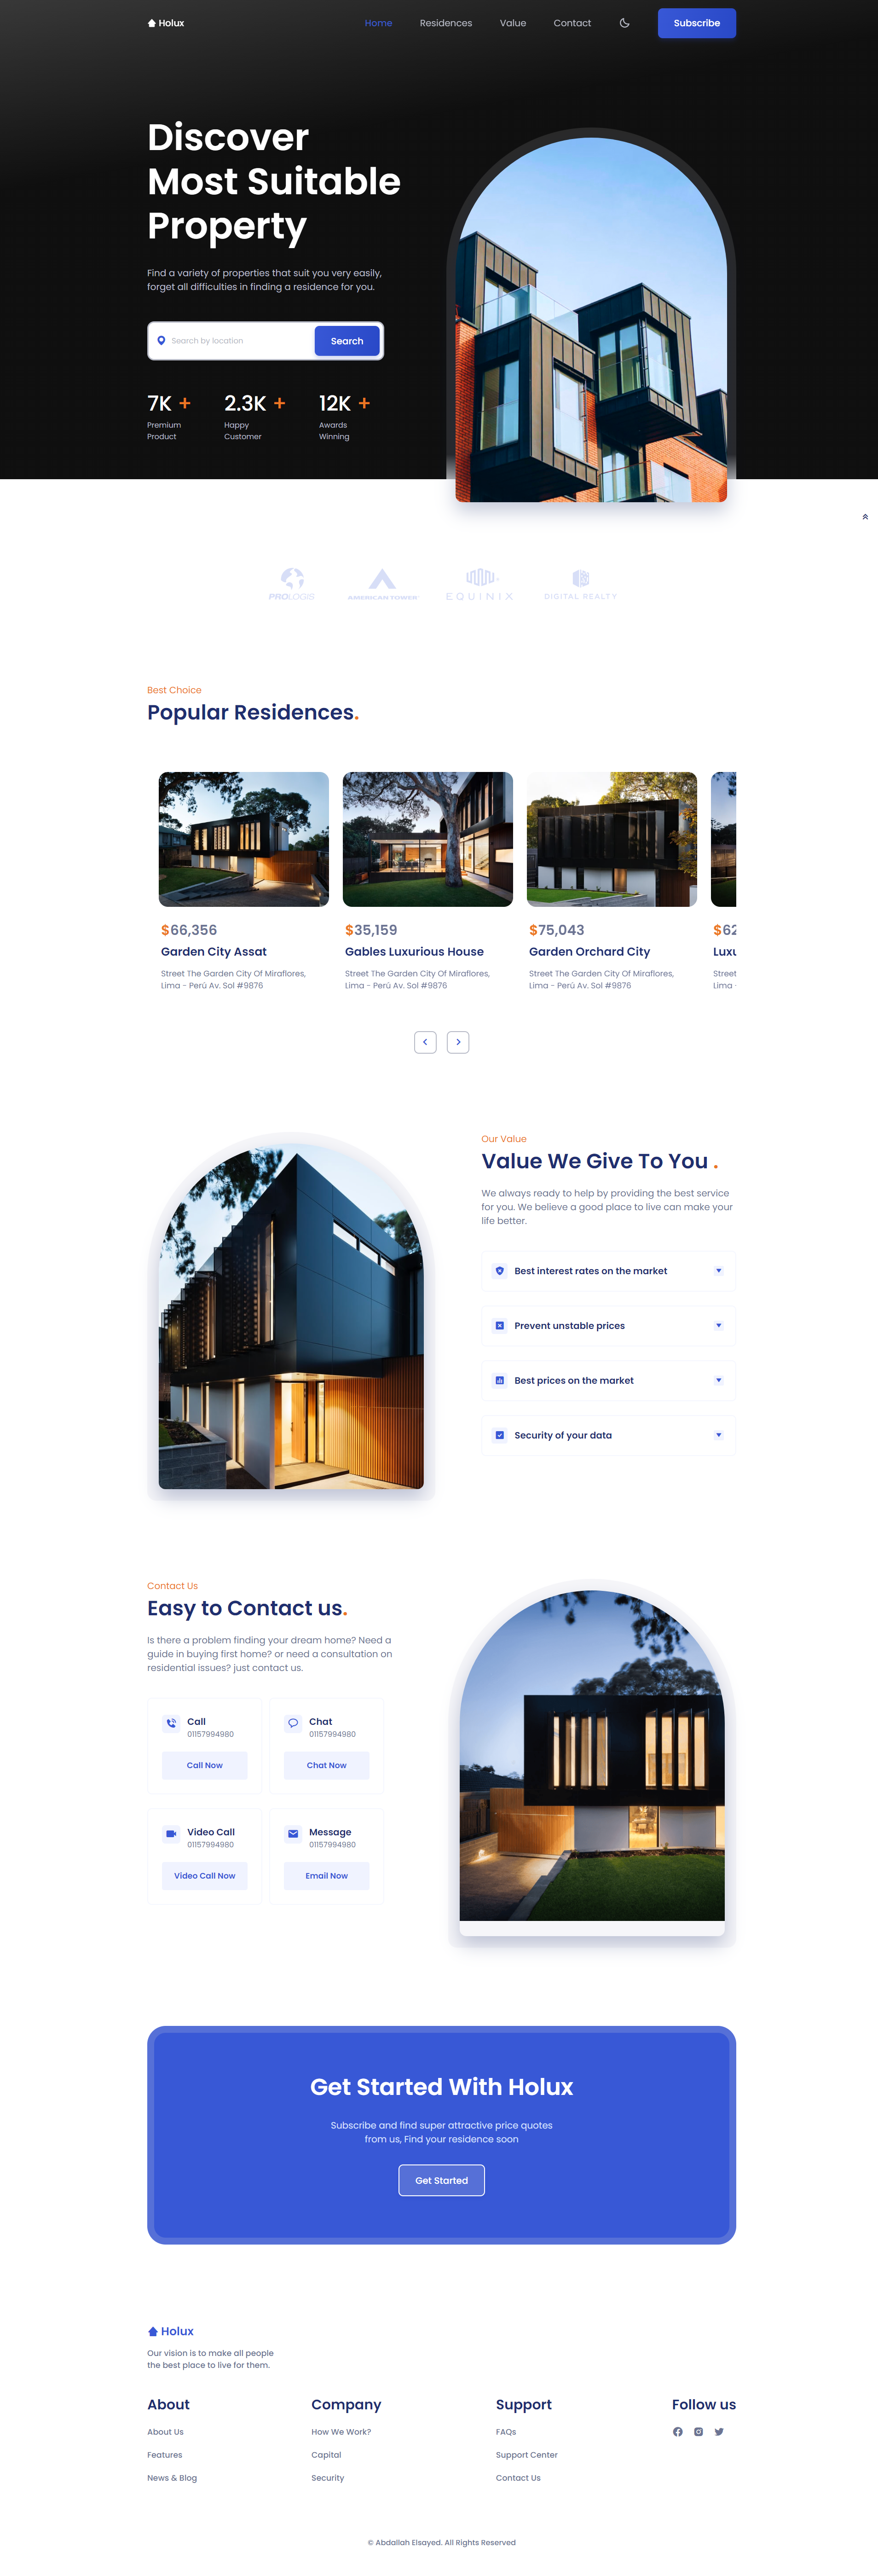 Holux
Home
Residences
Value
Contact
Subscribe
Discover
Most Suitable
Property
Find a variety of properties that suit you very easily,
forget all difficulties in finding a residence for you.
Search by location
Search
7K +
2.3K +
12K +
Premium
Product
Happy
Customer
Awards
Winning
PROLOGIS
AMERICAN TOWER
EQUINIX
DIGITAL REALTY
Best Choice
Popular Residences.
$66,356
Garden City Assat
Street The Garden City Of Miraflores,
Lima - Perú Av. Sol #9876
$35,159
Gables Luxurious House
Street The Garden City Of Miraflores,
Lima - Perú Av. Sol #9876
$75,043
Garden Orchard City
Street The Garden City Of Miraflores,
Lima - Perú Av. Sol #9876
$62
Luxu
Street
Lima -
Our Value
Value We Give To You .
We always ready to help by providing the best service
for you. We believe a good place to live can make your
life better.
Best interest rates on the market
Prevent unstable prices
Best prices on the market
Security of your data
Contact Us
Easy to Contact us.
Is there a problem finding your dream home? Need a
guide in buying first home? or need a consultation on
residential issues? just contact us.
Call
01157994980
Call Now
Chat
01157994980
Chat Now
Video Call
01157994980
Video Call Now
Message
01157994980
Email Now
Get Started With Holux
Subscribe and find super attractive price quotes
from us, Find your residence soon
Get Started
Holux
Our vision is to make all people
the best place to live for them.
About
About Us
Features
News & Blog
Company
How We Work?
Capital
Security
Support
FAQs
Support Center
Contact Us
Follow us
© Abdallah Elsayed. All Rights Reserved